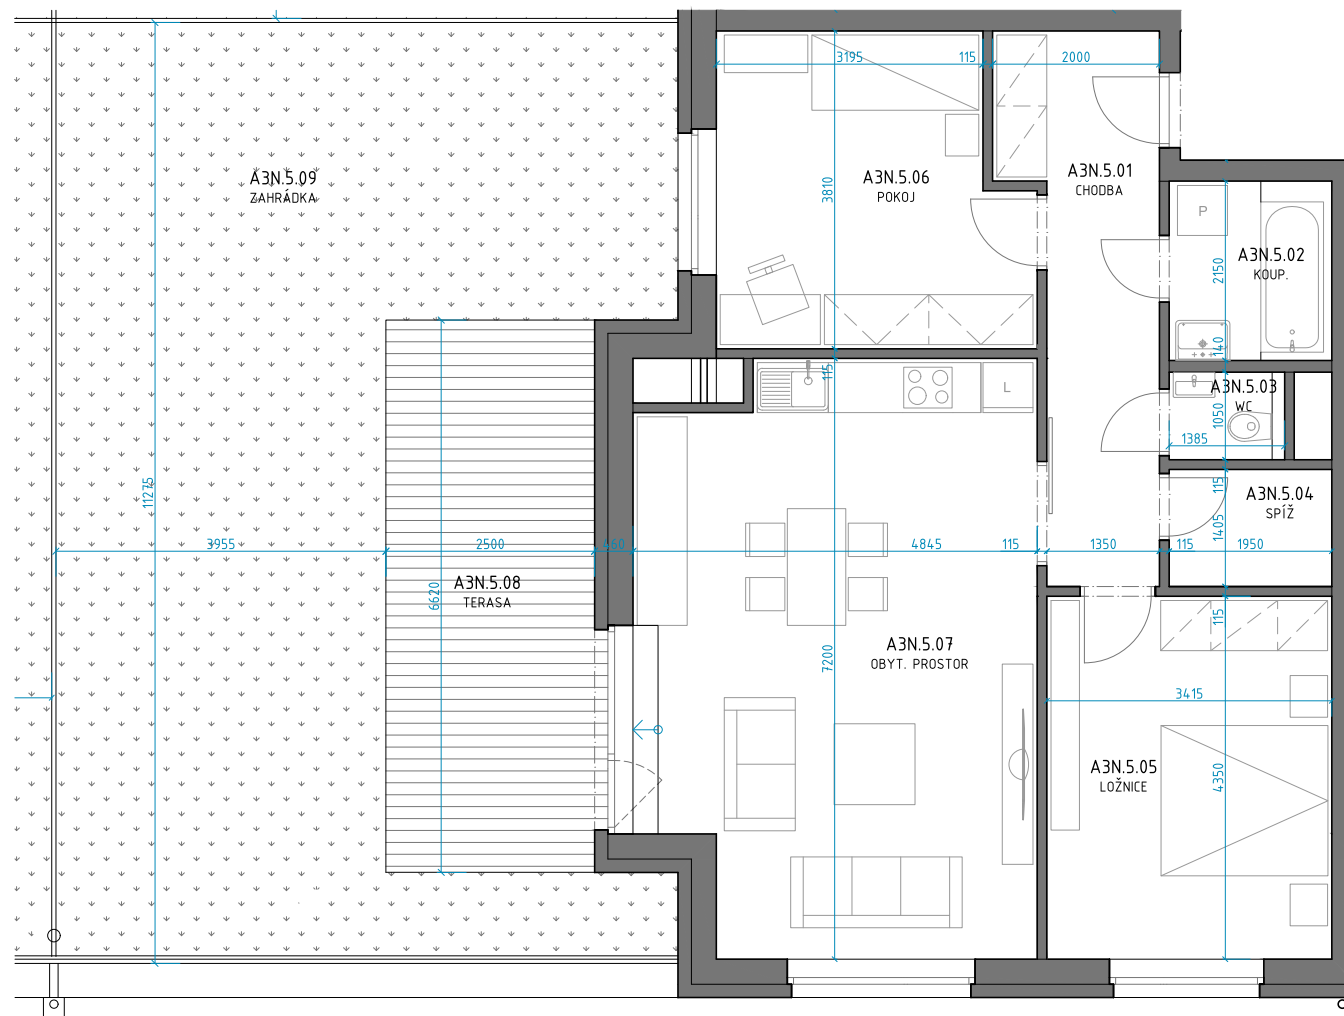 3195
115
2000
A3N.5.09
ZAHRÁDKA
A3N.5.06
POKOJ
3810
A3N.5.01
CHODBA
P
A3N.5.02
KOUP.
2150
140
115
L
A3N.5.03
WC
1050
1385
11275
3955
2500
460
4845
115
1350
115
1950
A3N.5.04
SPÍŽ
115
1405
A3N.5.08
TERASA
6620
A3N.5.07
OBYT. PROSTOR
7200
115
3415
A3N.5.05
LOŽNICE
4350